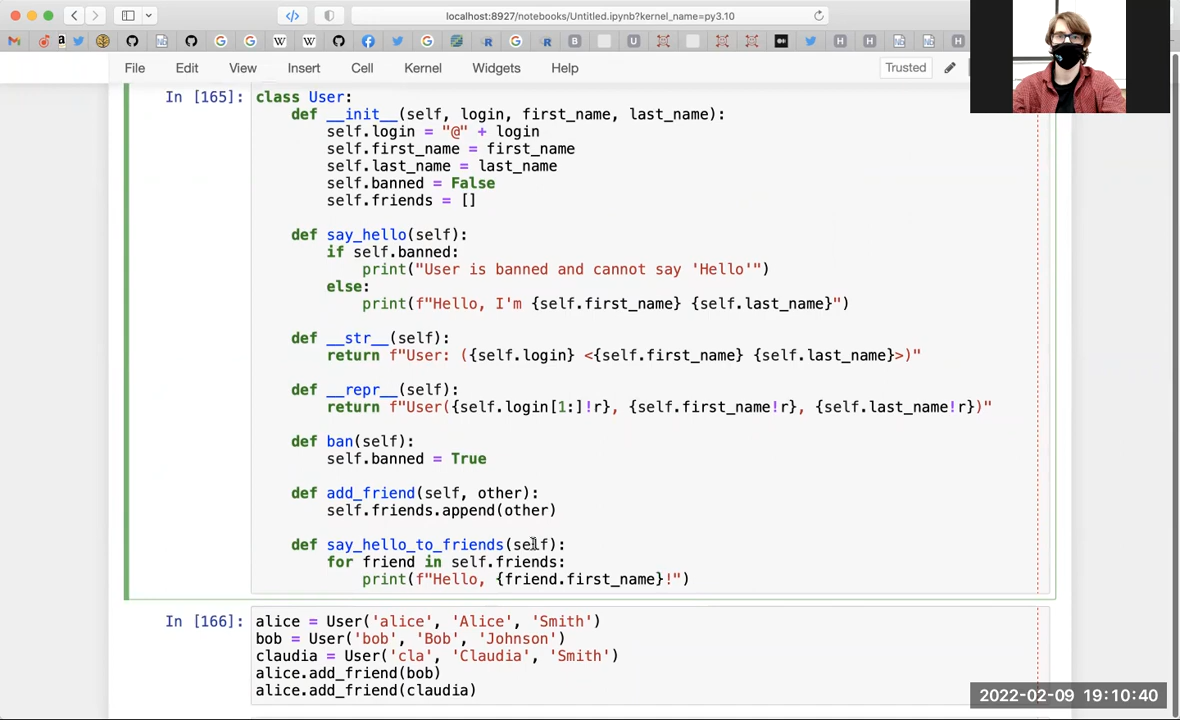 localhost:8927/notebooks/Untitled.ipynb?kernel_name=py3.10
File Edit View Insert Cell Kernel Widgets Help Trusted
In [165]: class User:
def __init__(self, login, first_name, last_name):
self.login = "@" + login
self.first_name = first_name
self.last_name = last_name
self.banned = False
self.friends = []
def say_hello(self):
if self.banned:
print("User is banned and cannot say 'Hello'")
else:
print(f"Hello, I'm {self.first_name} {self.last_name}")
def __str__(self):
return f"User: ({self.login} <{self.first_name} {self.last_name}>)"
def __repr__(self):
return f"User({self.login[1:]!r}, {self.first_name!r}, {self.last_name!r})"
def ban(self):
self.banned = True
def add_friend(self, other):
self.friends.append(other)
def say_hello_to_friends(self):
for friend in self.friends:
print(f"Hello, {friend.first_name}!")
In [166]: alice = User('alice', 'Alice', 'Smith')
bob = User('bob', 'Bob', 'Johnson')
claudia = User('cla', 'Claudia', 'Smith')
alice.add_friend(bob)
alice.add_friend(claudia)
2022-02-09 19:10:40